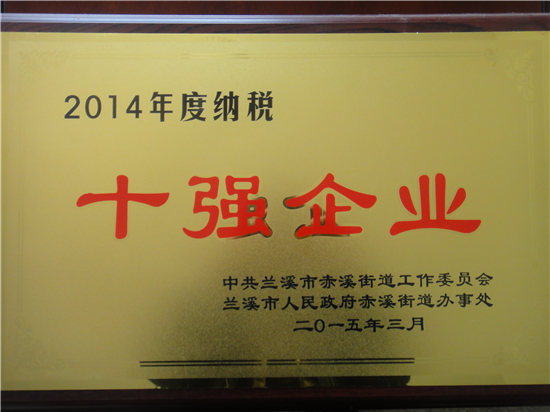 2014年度纳税
十强企业
中共兰溪市赤溪街道工作委员会
兰溪市人民政府赤溪街道办事处
二〇一五年三月